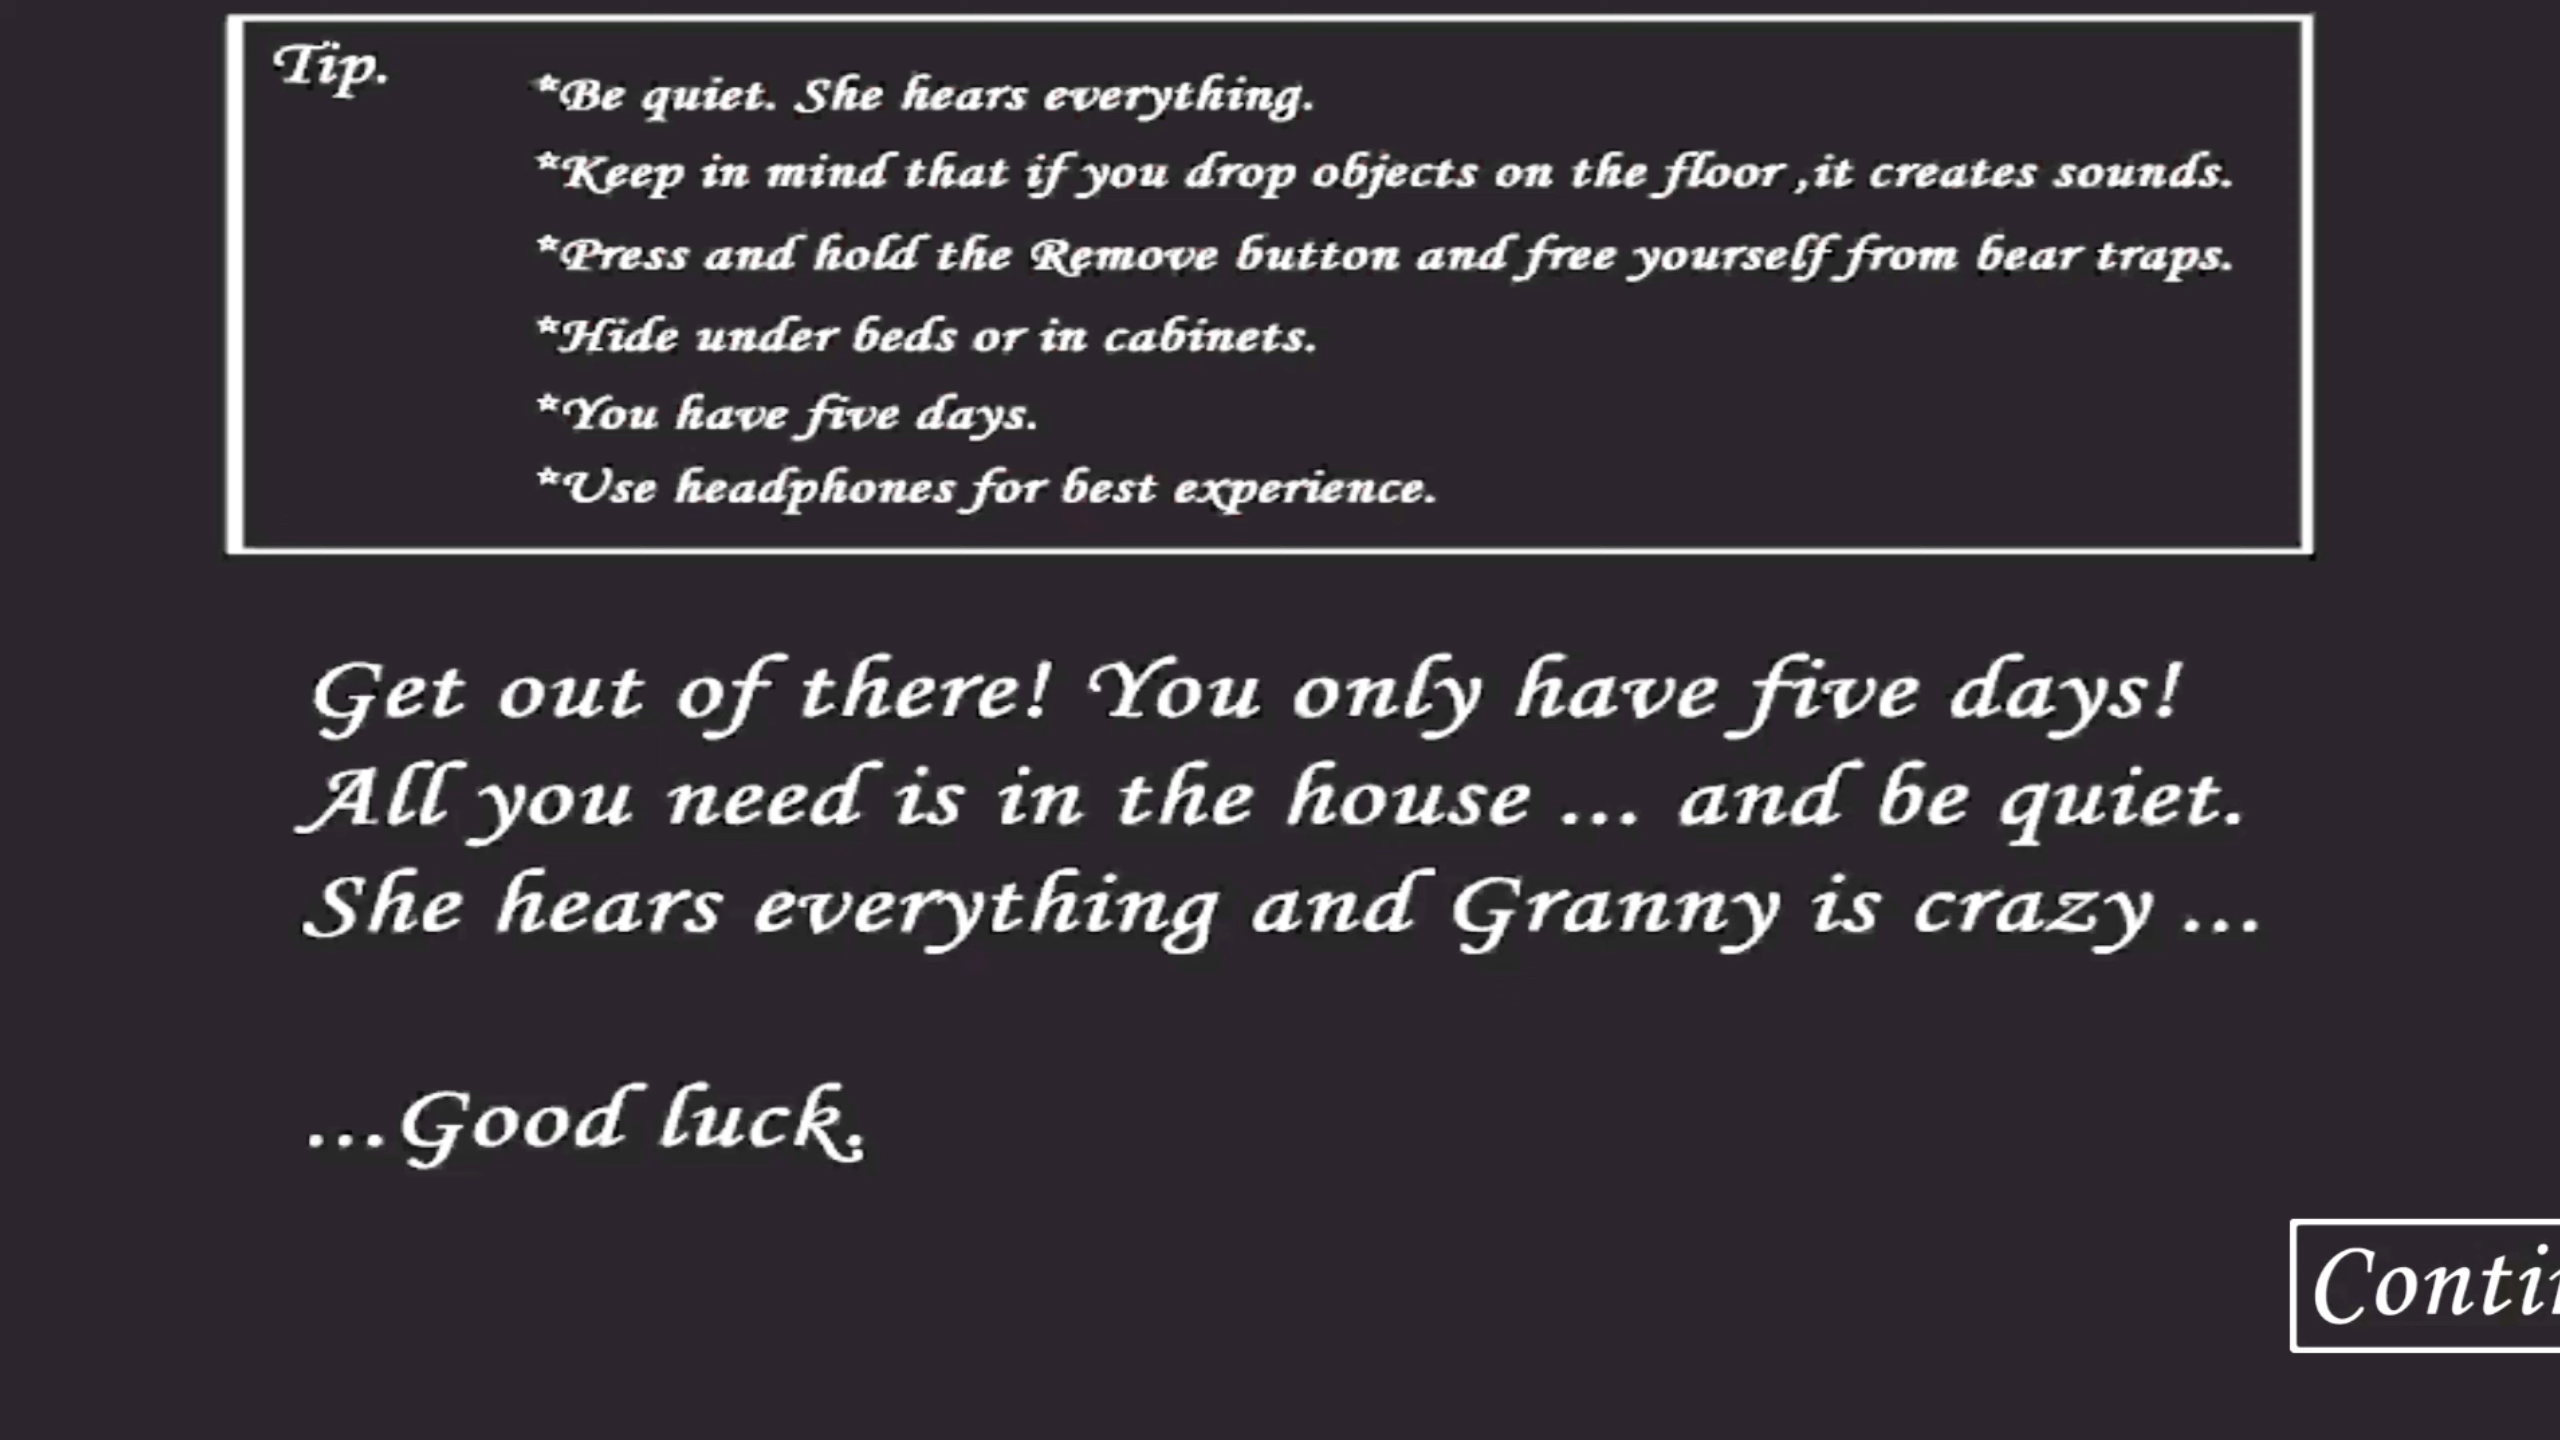 Tip.
*Be quiet. She hears everything.
*Keep in mind that if you drop objects on the floor ,it creates sounds.
*Press and hold the Remove button and free yourself from bear traps.
*Hide under beds or in cabinets.
*You have five days.
*Use headphones for best experience.
Get out of there! You only have five days!
All you need is in the house ... and be quiet.
She hears everything and Granny is crazy ...
...Good luck.